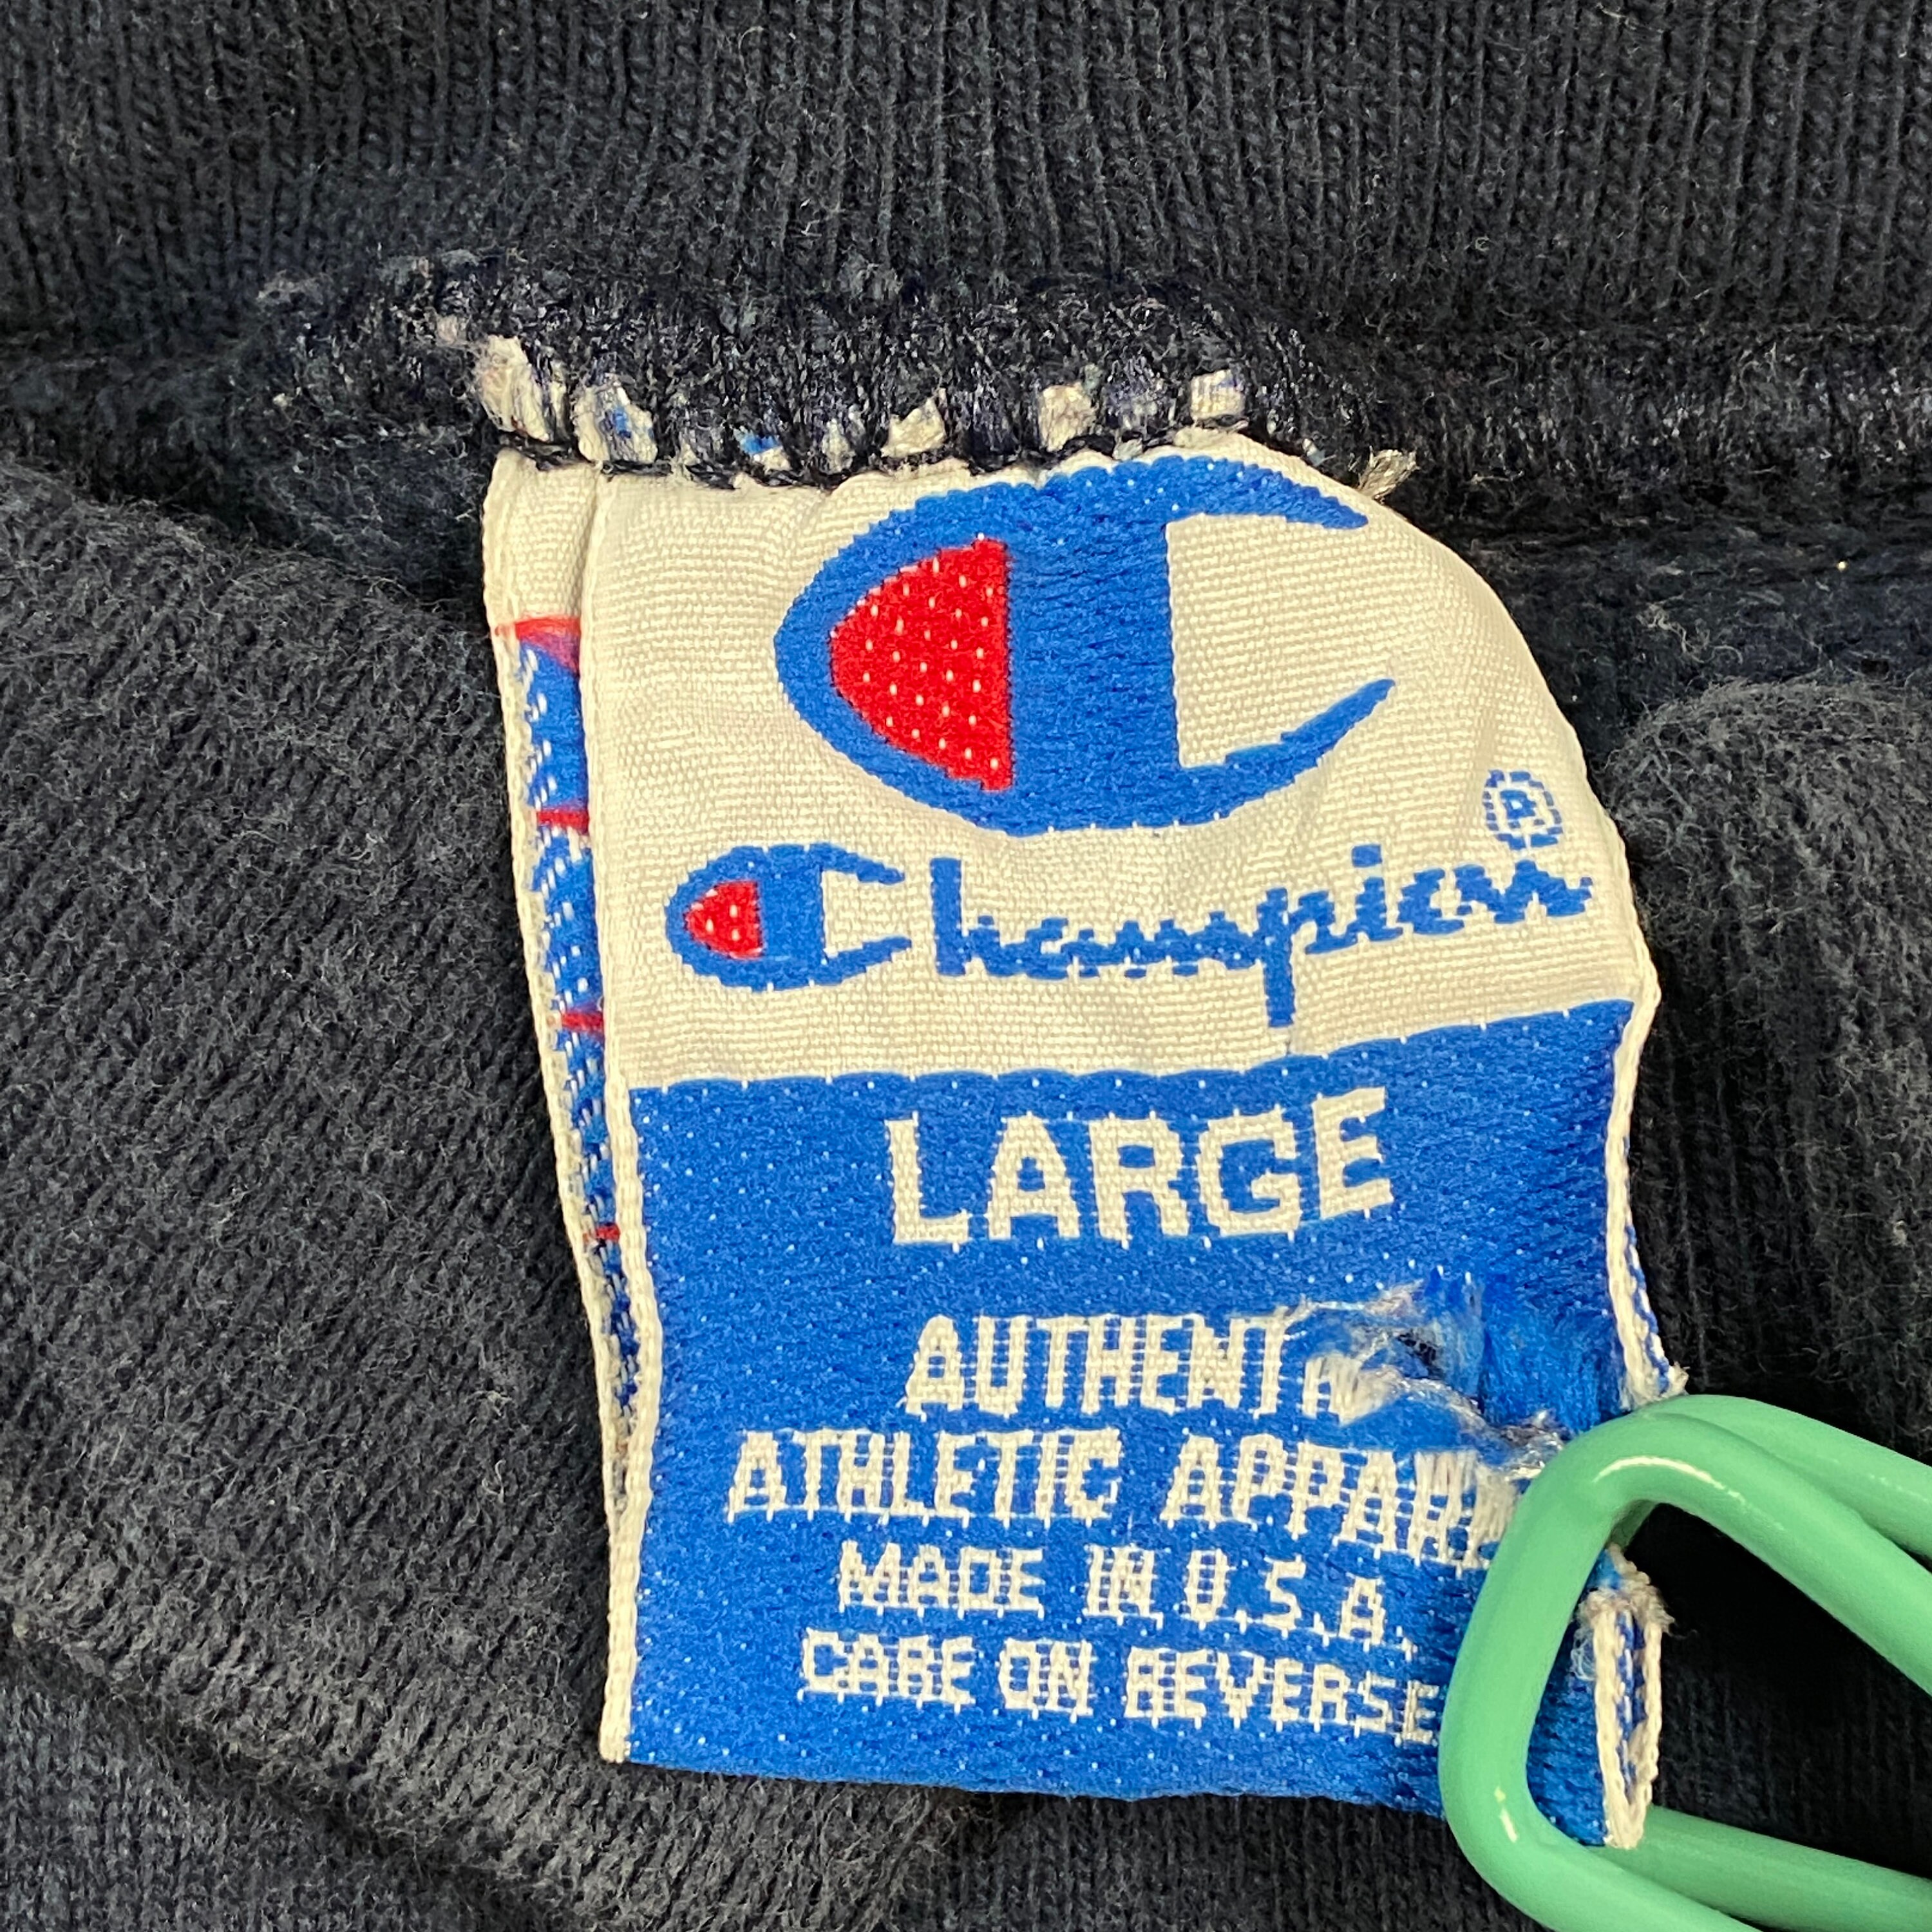 Champion®
LARGE
ATHLETIC
MADE IN U.S.A.
CARE ON REVERSE